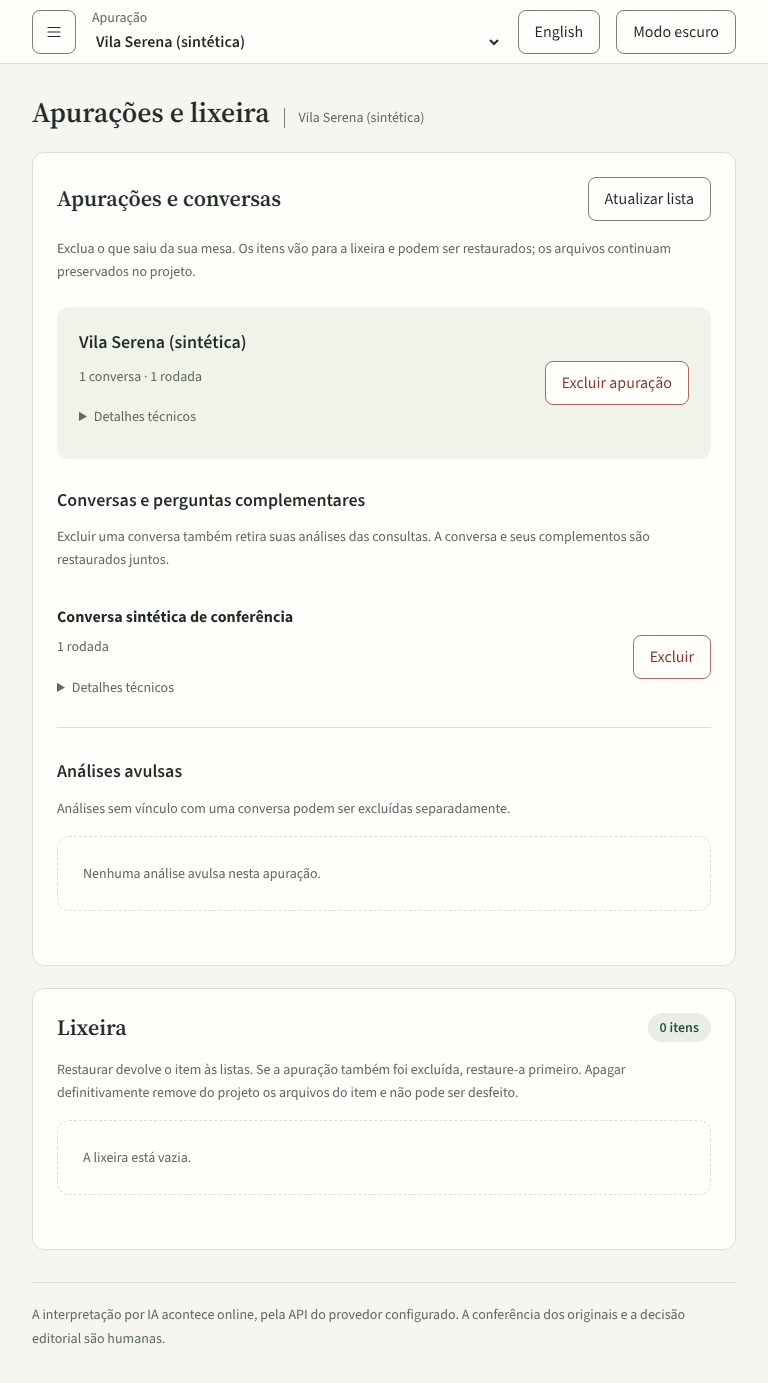 Apuração
Vila Serena (sintética)
English
Modo escuro
Apurações e lixeira
Vila Serena (sintética)
Apurações e conversas
Atualizar lista
Exclua o que saiu da sua mesa. Os itens vão para a lixeira e podem ser restaurados; os arquivos continuam
preservados no projeto.
Vila Serena (sintética)
1 conversa · 1 rodada
Detalhes técnicos
Excluir apuração
Conversas e perguntas complementares
Excluir uma conversa também retira suas análises das consultas. A conversa e seus complementos são
restaurados juntos.
Conversa sintética de conferência
1 rodada
Detalhes técnicos
Excluir
Análises avulsas
Análises sem vínculo com uma conversa podem ser excluídas separadamente.
Nenhuma análise avulsa nesta apuração.
Lixeira
0 itens
Restaurar devolve o item às listas. Se a apuração também foi excluída, restaure-a primeiro. Apagar
definitivamente remove do projeto os arquivos do item e não pode ser desfeito.
A lixeira está vazia.
A interpretação por IA acontece online, pela API do provedor configurado. A conferência dos originais e a decisão
editorial são humanas.